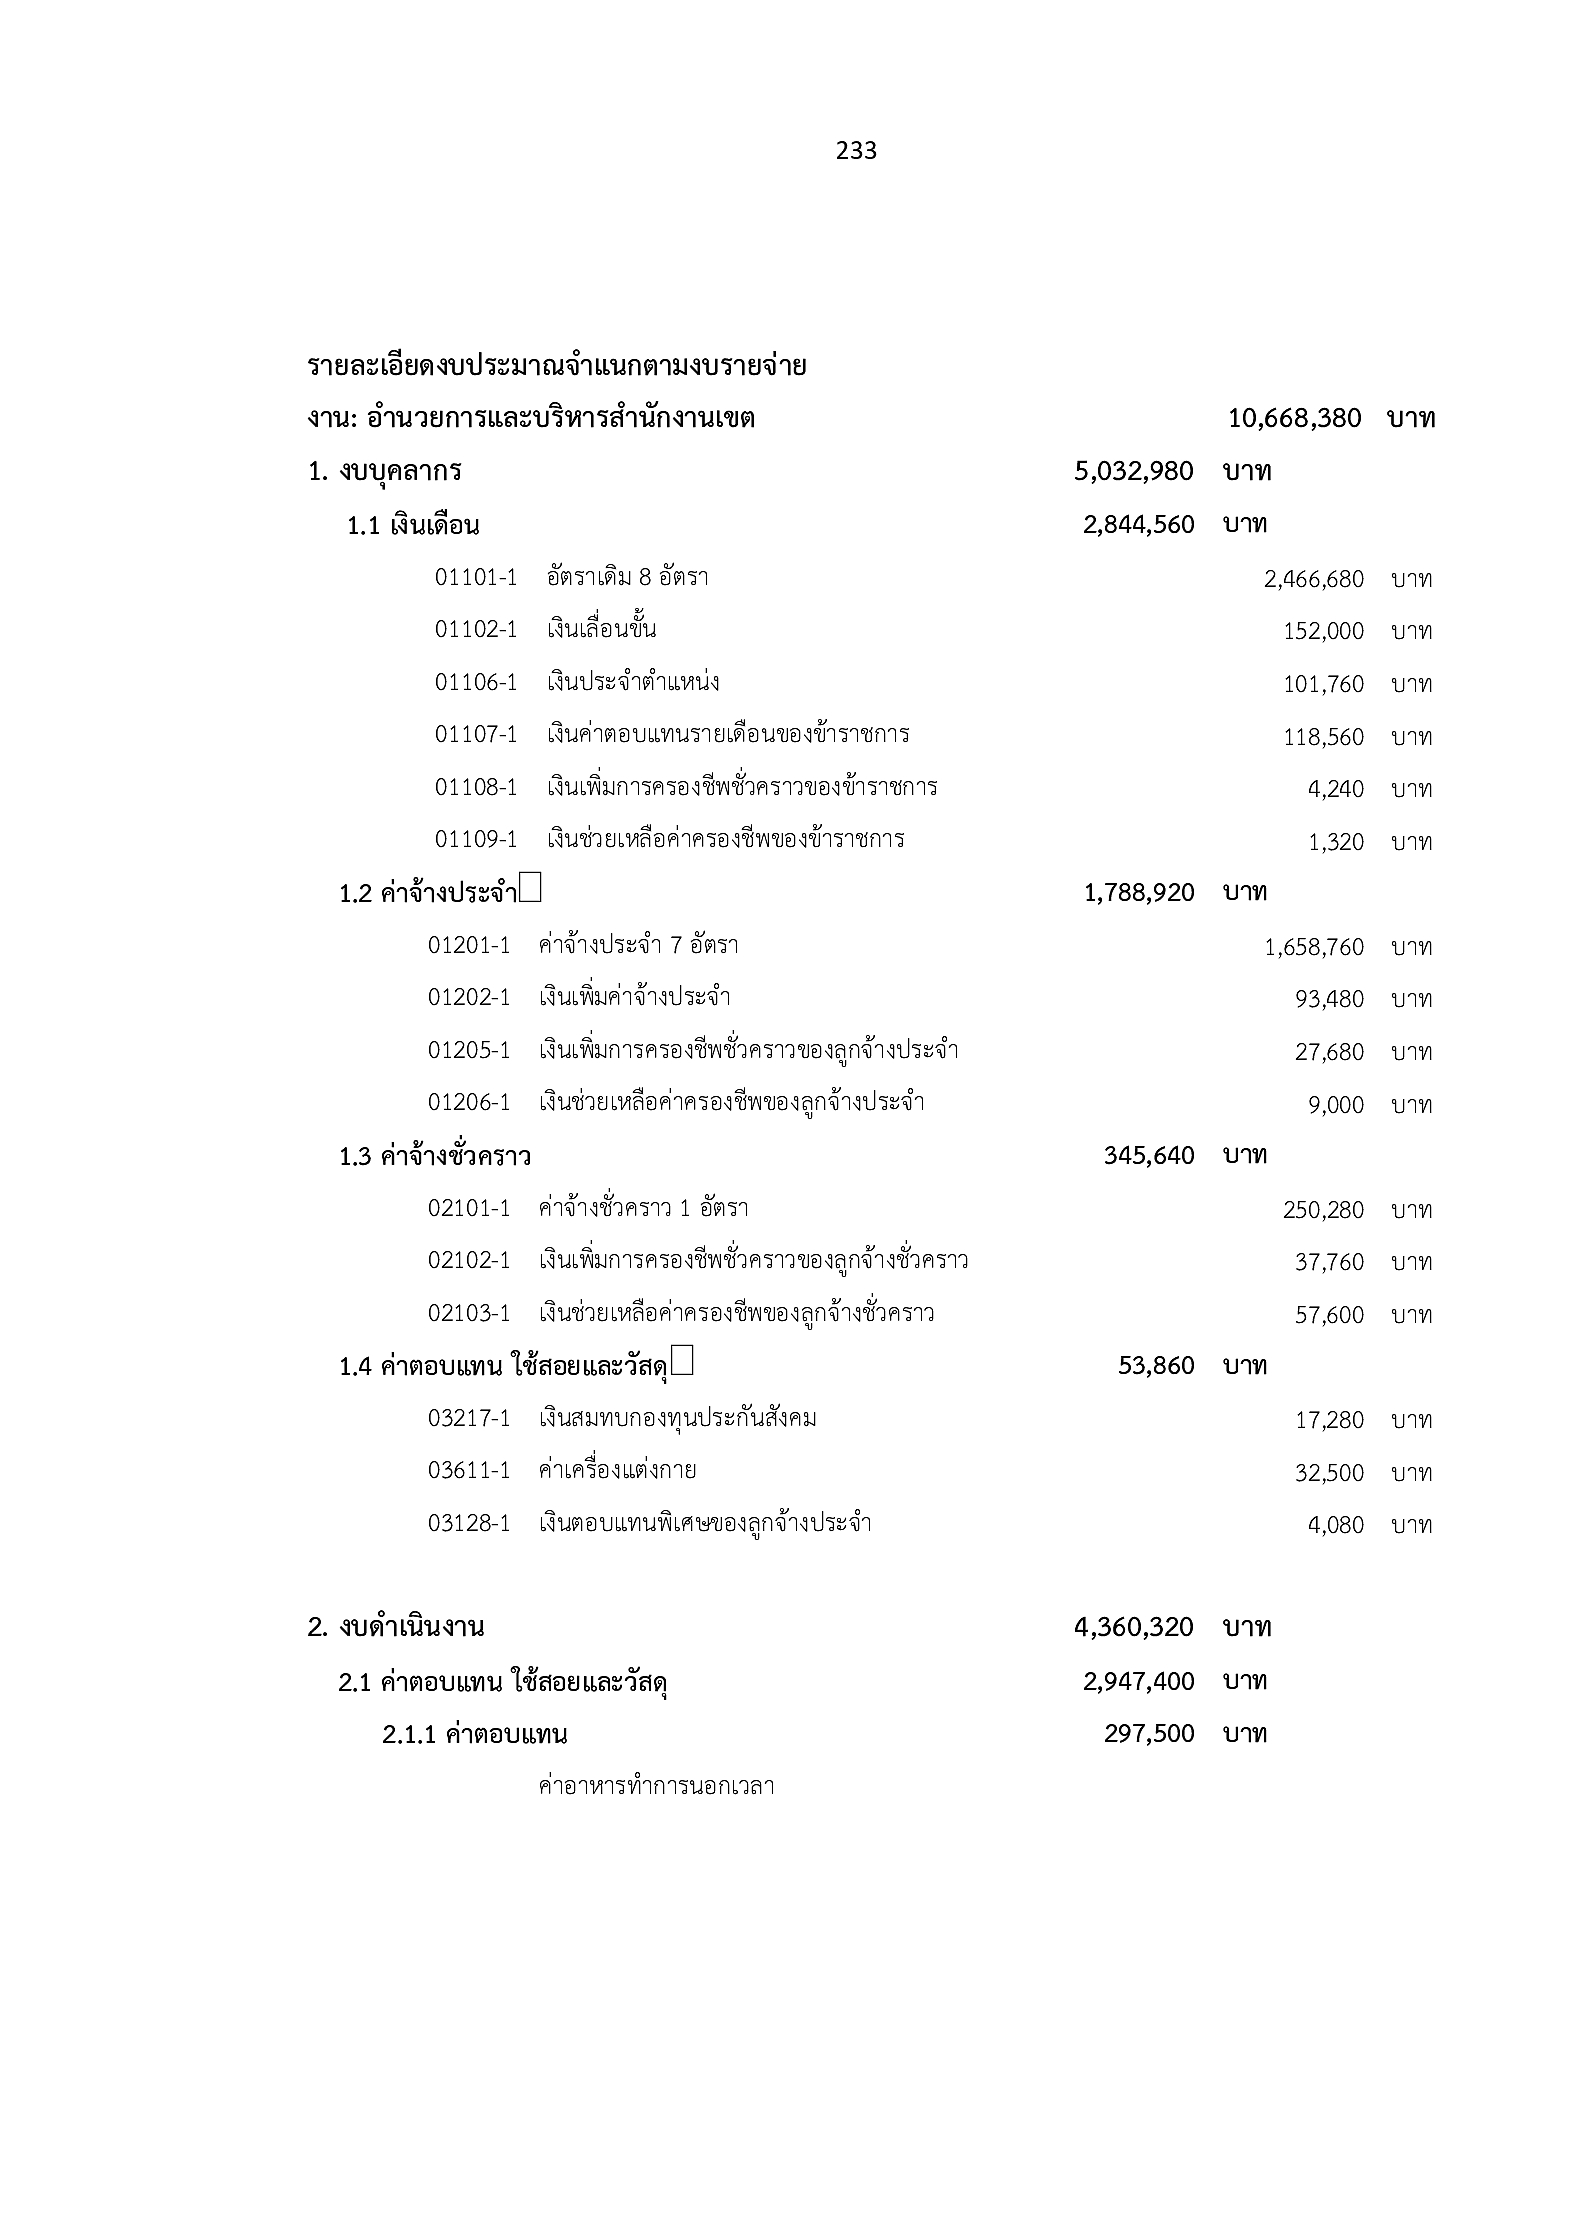 233
รายละเอียดงบประมาณจำแนกตามงบรายจ่าย
งาน: อำนวยการและบริหารสำนักงานเขต 10,668,380 บาท
1. งบบุคลากร 5,032,980 บาท
1.1 เงินเดือน 2,844,560 บาท
01101-1 อัตราเดิม 8 อัตรา 2,466,680 บาท
01102-1 เงินเลื่อนขั้น 152,000 บาท
01106-1 เงินประจำตำแหน่ง 101,760 บาท
01107-1 เงินค่าตอบแทนรายเดือนของข้าราชการ 118,560 บาท
01108-1 เงินเพิ่มการครองชีพชั่วคราวของข้าราชการ 4,240 บาท
01109-1 เงินช่วยเหลือค่าครองชีพของข้าราชการ 1,320 บาท
1.2 ค่าจ้างประจำ 1,788,920 บาท
01201-1 ค่าจ้างประจำ 7 อัตรา 1,658,760 บาท
01202-1 เงินเพิ่มค่าจ้างประจำ 93,480 บาท
01205-1 เงินเพิ่มการครองชีพชั่วคราวของลูกจ้างประจำ 27,680 บาท
01206-1 เงินช่วยเหลือค่าครองชีพของลูกจ้างประจำ 9,000 บาท
1.3 ค่าจ้างชั่วคราว 345,640 บาท
02101-1 ค่าจ้างชั่วคราว 1 อัตรา 250,280 บาท
02102-1 เงินเพิ่มการครองชีพชั่วคราวของลูกจ้างชั่วคราว 37,760 บาท
02103-1 เงินช่วยเหลือค่าครองชีพของลูกจ้างชั่วคราว 57,600 บาท
1.4 ค่าตอบแทน ใช้สอยและวัสดุ 53,860 บาท
03217-1 เงินสมทบกองทุนประกันสังคม 17,280 บาท
03611-1 ค่าเครื่องแต่งกาย 32,500 บาท
03128-1 เงินตอบแทนพิเศษของลูกจ้างประจำ 4,080 บาท
2. งบดำเนินงาน 4,360,320 บาท
2.1 ค่าตอบแทน ใช้สอยและวัสดุ 2,947,400 บาท
2.1.1 ค่าตอบแทน 297,500 บาท
ค่าอาหารทำการนอกเวลา